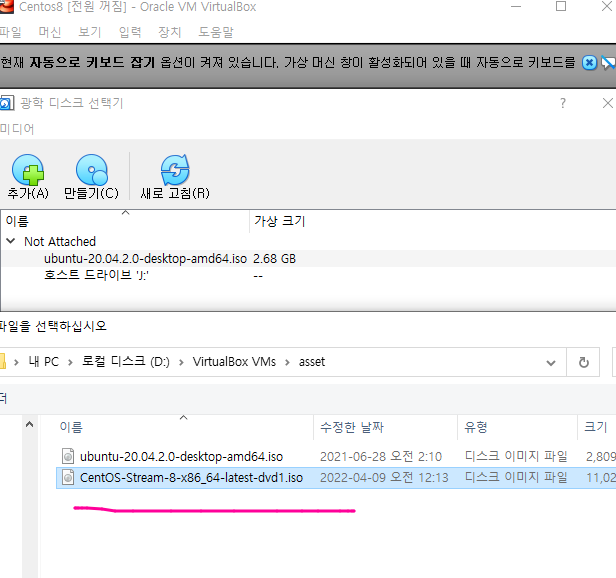 Centos8 [전원 꺼짐] - Oracle VM VirtualBox
파일 머신 보기 입력 장치 도움말
현재 자동으로 키보드 잡기 옵션이 켜져 있습니다. 가상 머신 창이 활성화되어 있을 때 자동으로 키보드를
광학 디스크 선택기 ?
미디어
추가(A) 만들기(C) 새로 고침(R)
이름 가상 크기
Not Attached
ubuntu-20.04.2.0-desktop-amd64.iso 2.68 GB
호스트 드라이브 'J:' --
파일을 선택하십시오
내 PC > 로컬 디스크 (D:) > VirtualBox VMs > asset
더
이름 수정한 날짜 유형 크기
ubuntu-20.04.2.0-desktop-amd64.iso 2021-06-28 오전 2:10 디스크 이미지 파일 2,809
CentOS-Stream-8-x86_64-latest-dvd1.iso 2022-04-09 오전 12:13 디스크 이미지 파일 11,02